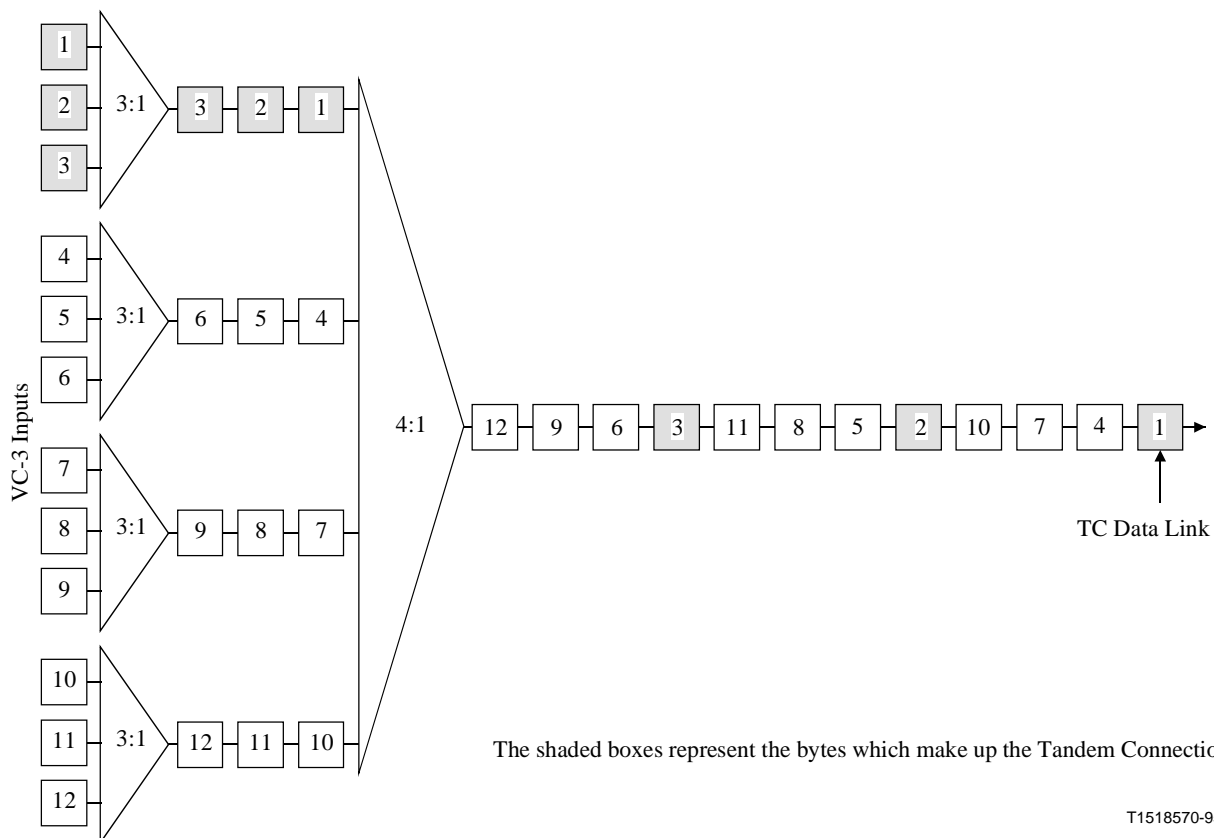 1
2
3
3:1
3 2 1
4
5
6
3:1
6 5 4
7
8
9
3:1
9 8 7
10
11
12
3:1
12 11 10
VC-3 Inputs
4:1
12 9 6 3 11 8 5 2 10 7 4 1
TC Data Link
The shaded boxes represent the bytes which make up the Tandem
T1518570-9